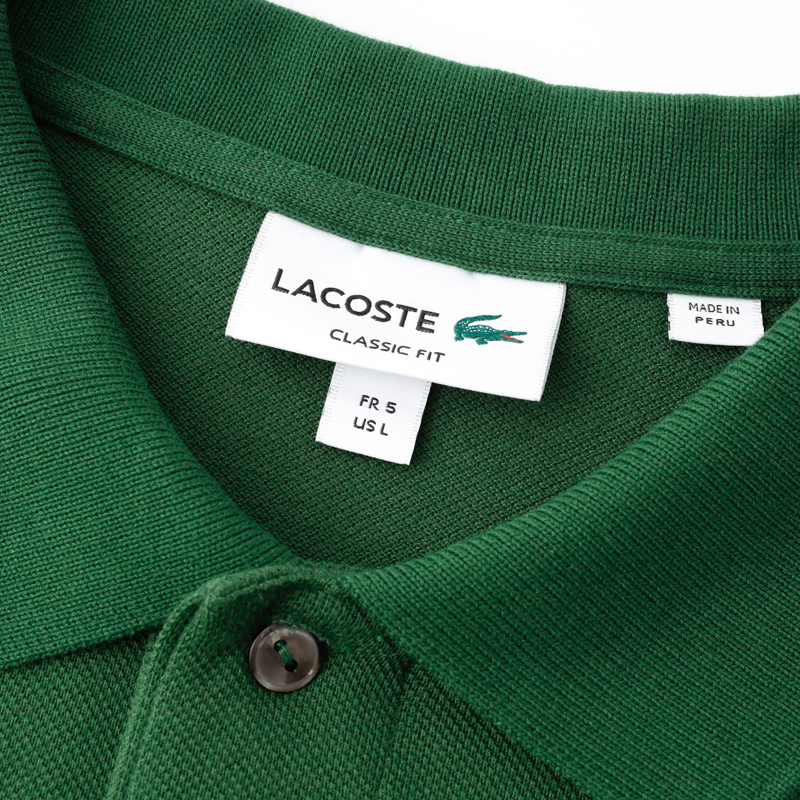 LACOSTE
CLASSIC FIT
FR 5
US L
MADE IN
PERU